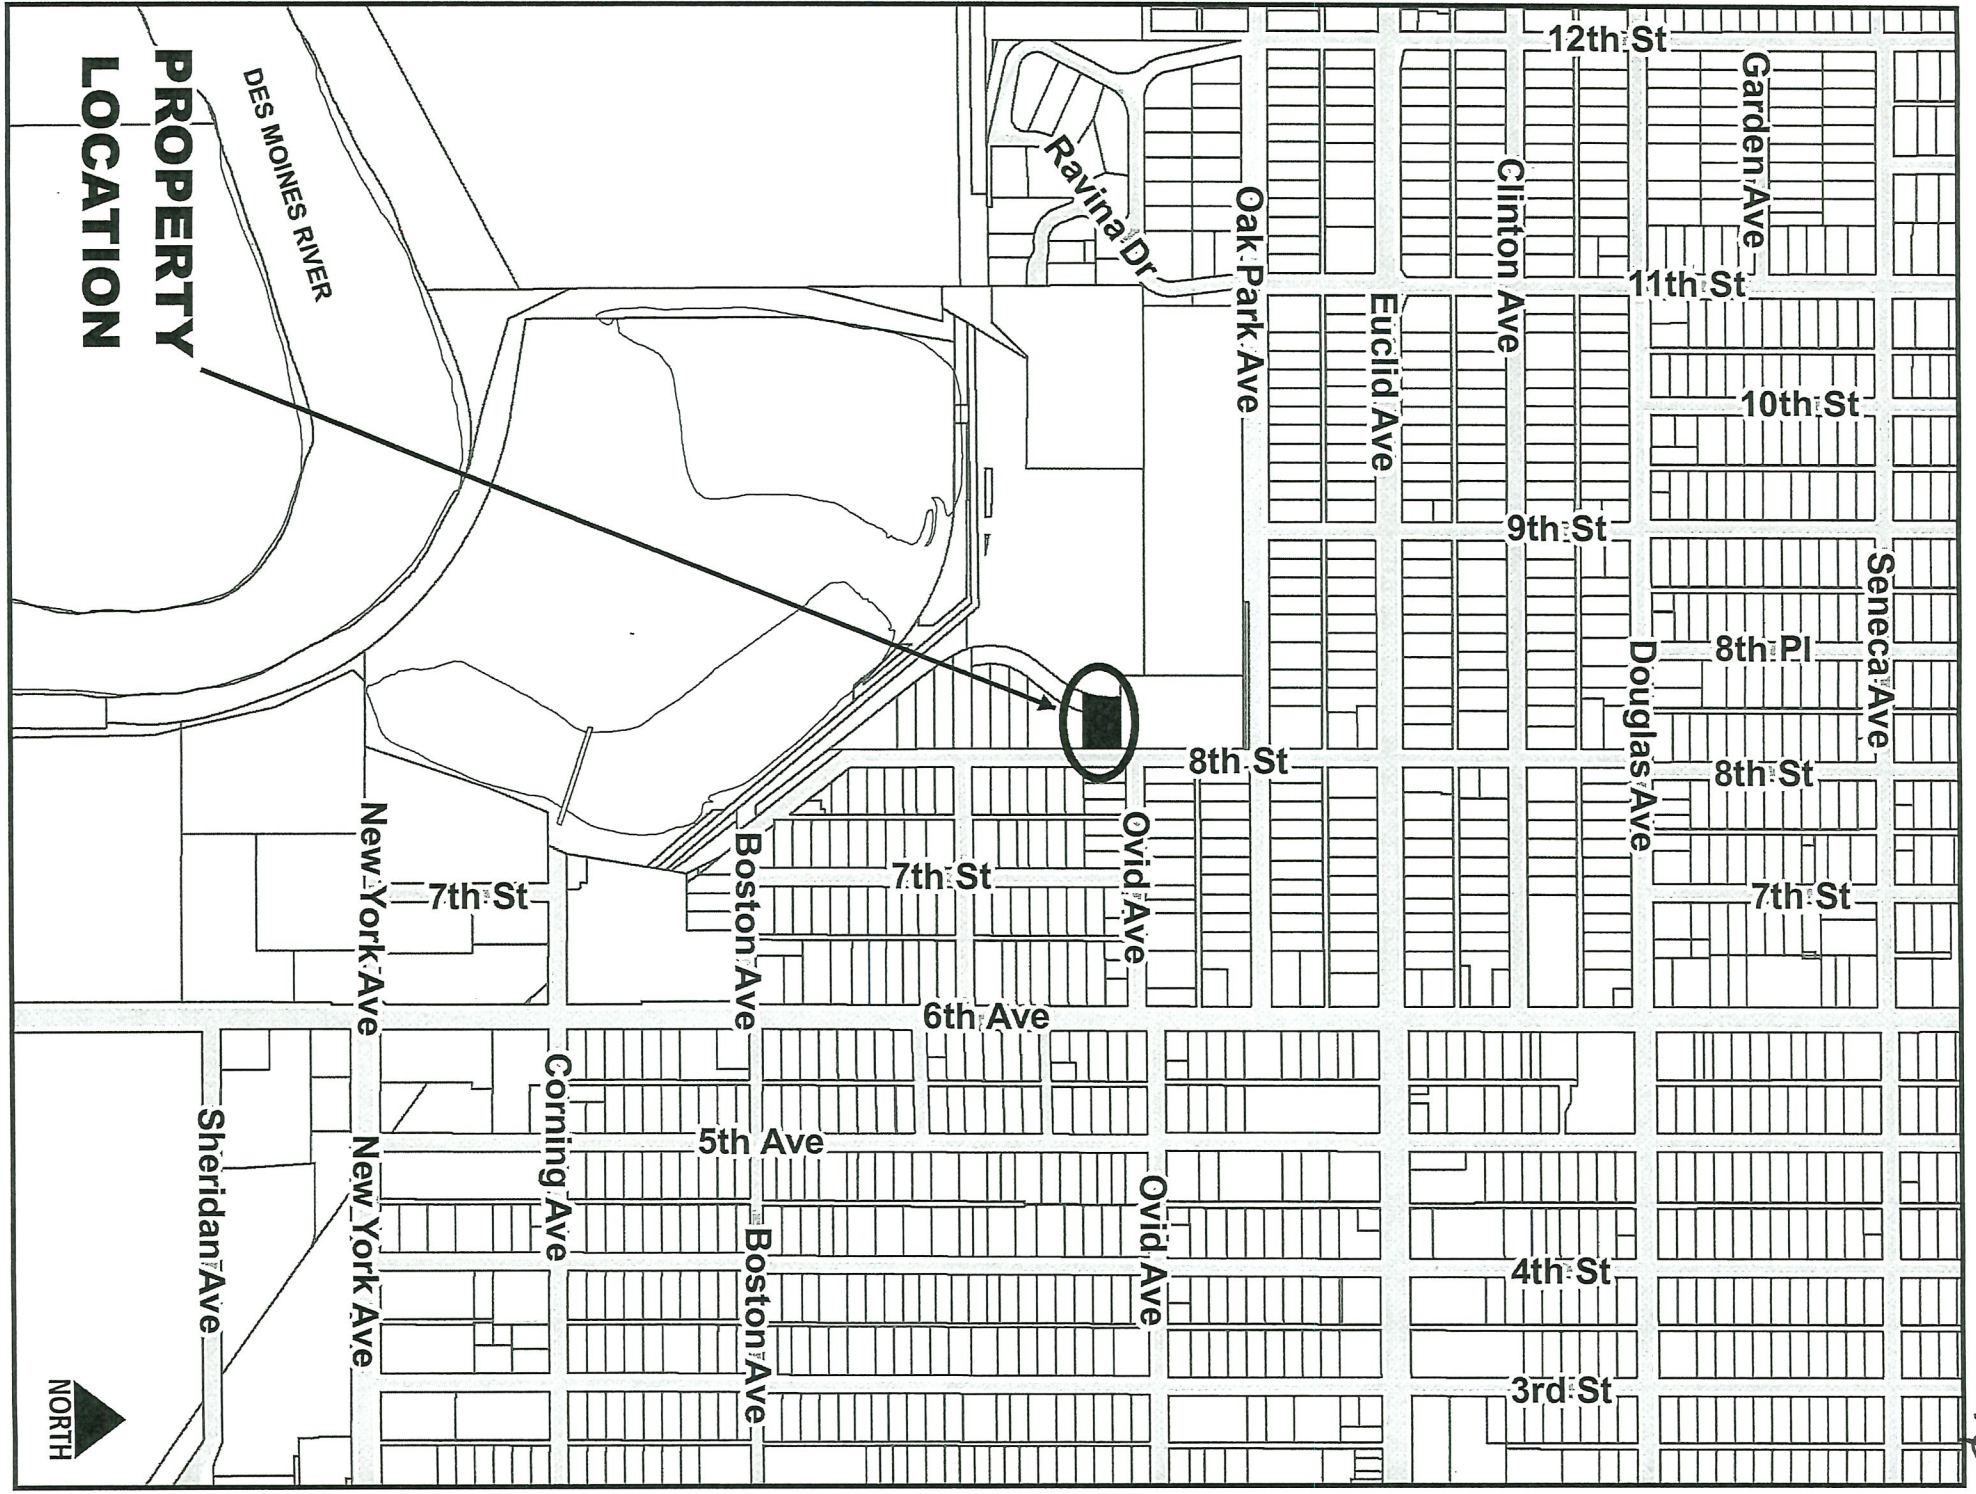 PROPERTY
LOCATION
DES MOINES RIVER
12th St
Garden Ave
Ravina Dr
Oak Park Ave
Clinton Ave
11th St
Euclid Ave
10th St
9th St
Seneca Ave
8th Pl
Douglas Ave
8th St
8th St
Ovid Ave
New York Ave
Boston Ave
7th St
7th St
7th St
6th Ave
Corning Ave
5th Ave
Sheridan Ave
New York Ave
Boston Ave
Ovid Ave
4th St
3rd St
NORTH